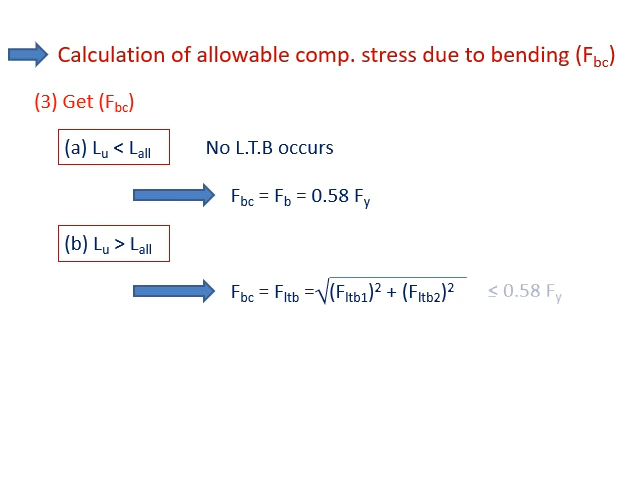 Calculation of allowable comp. stress due to bending (Fbc)
(3) Get (Fbc)
(a) Lu < Lall No L.T.B occurs
Fbc = Fb = 0.58 Fy
(b) Lu > Lall
Fbc = Fltb =√(Fltb1)² + (Fltb2)² ≤ 0.58 Fy